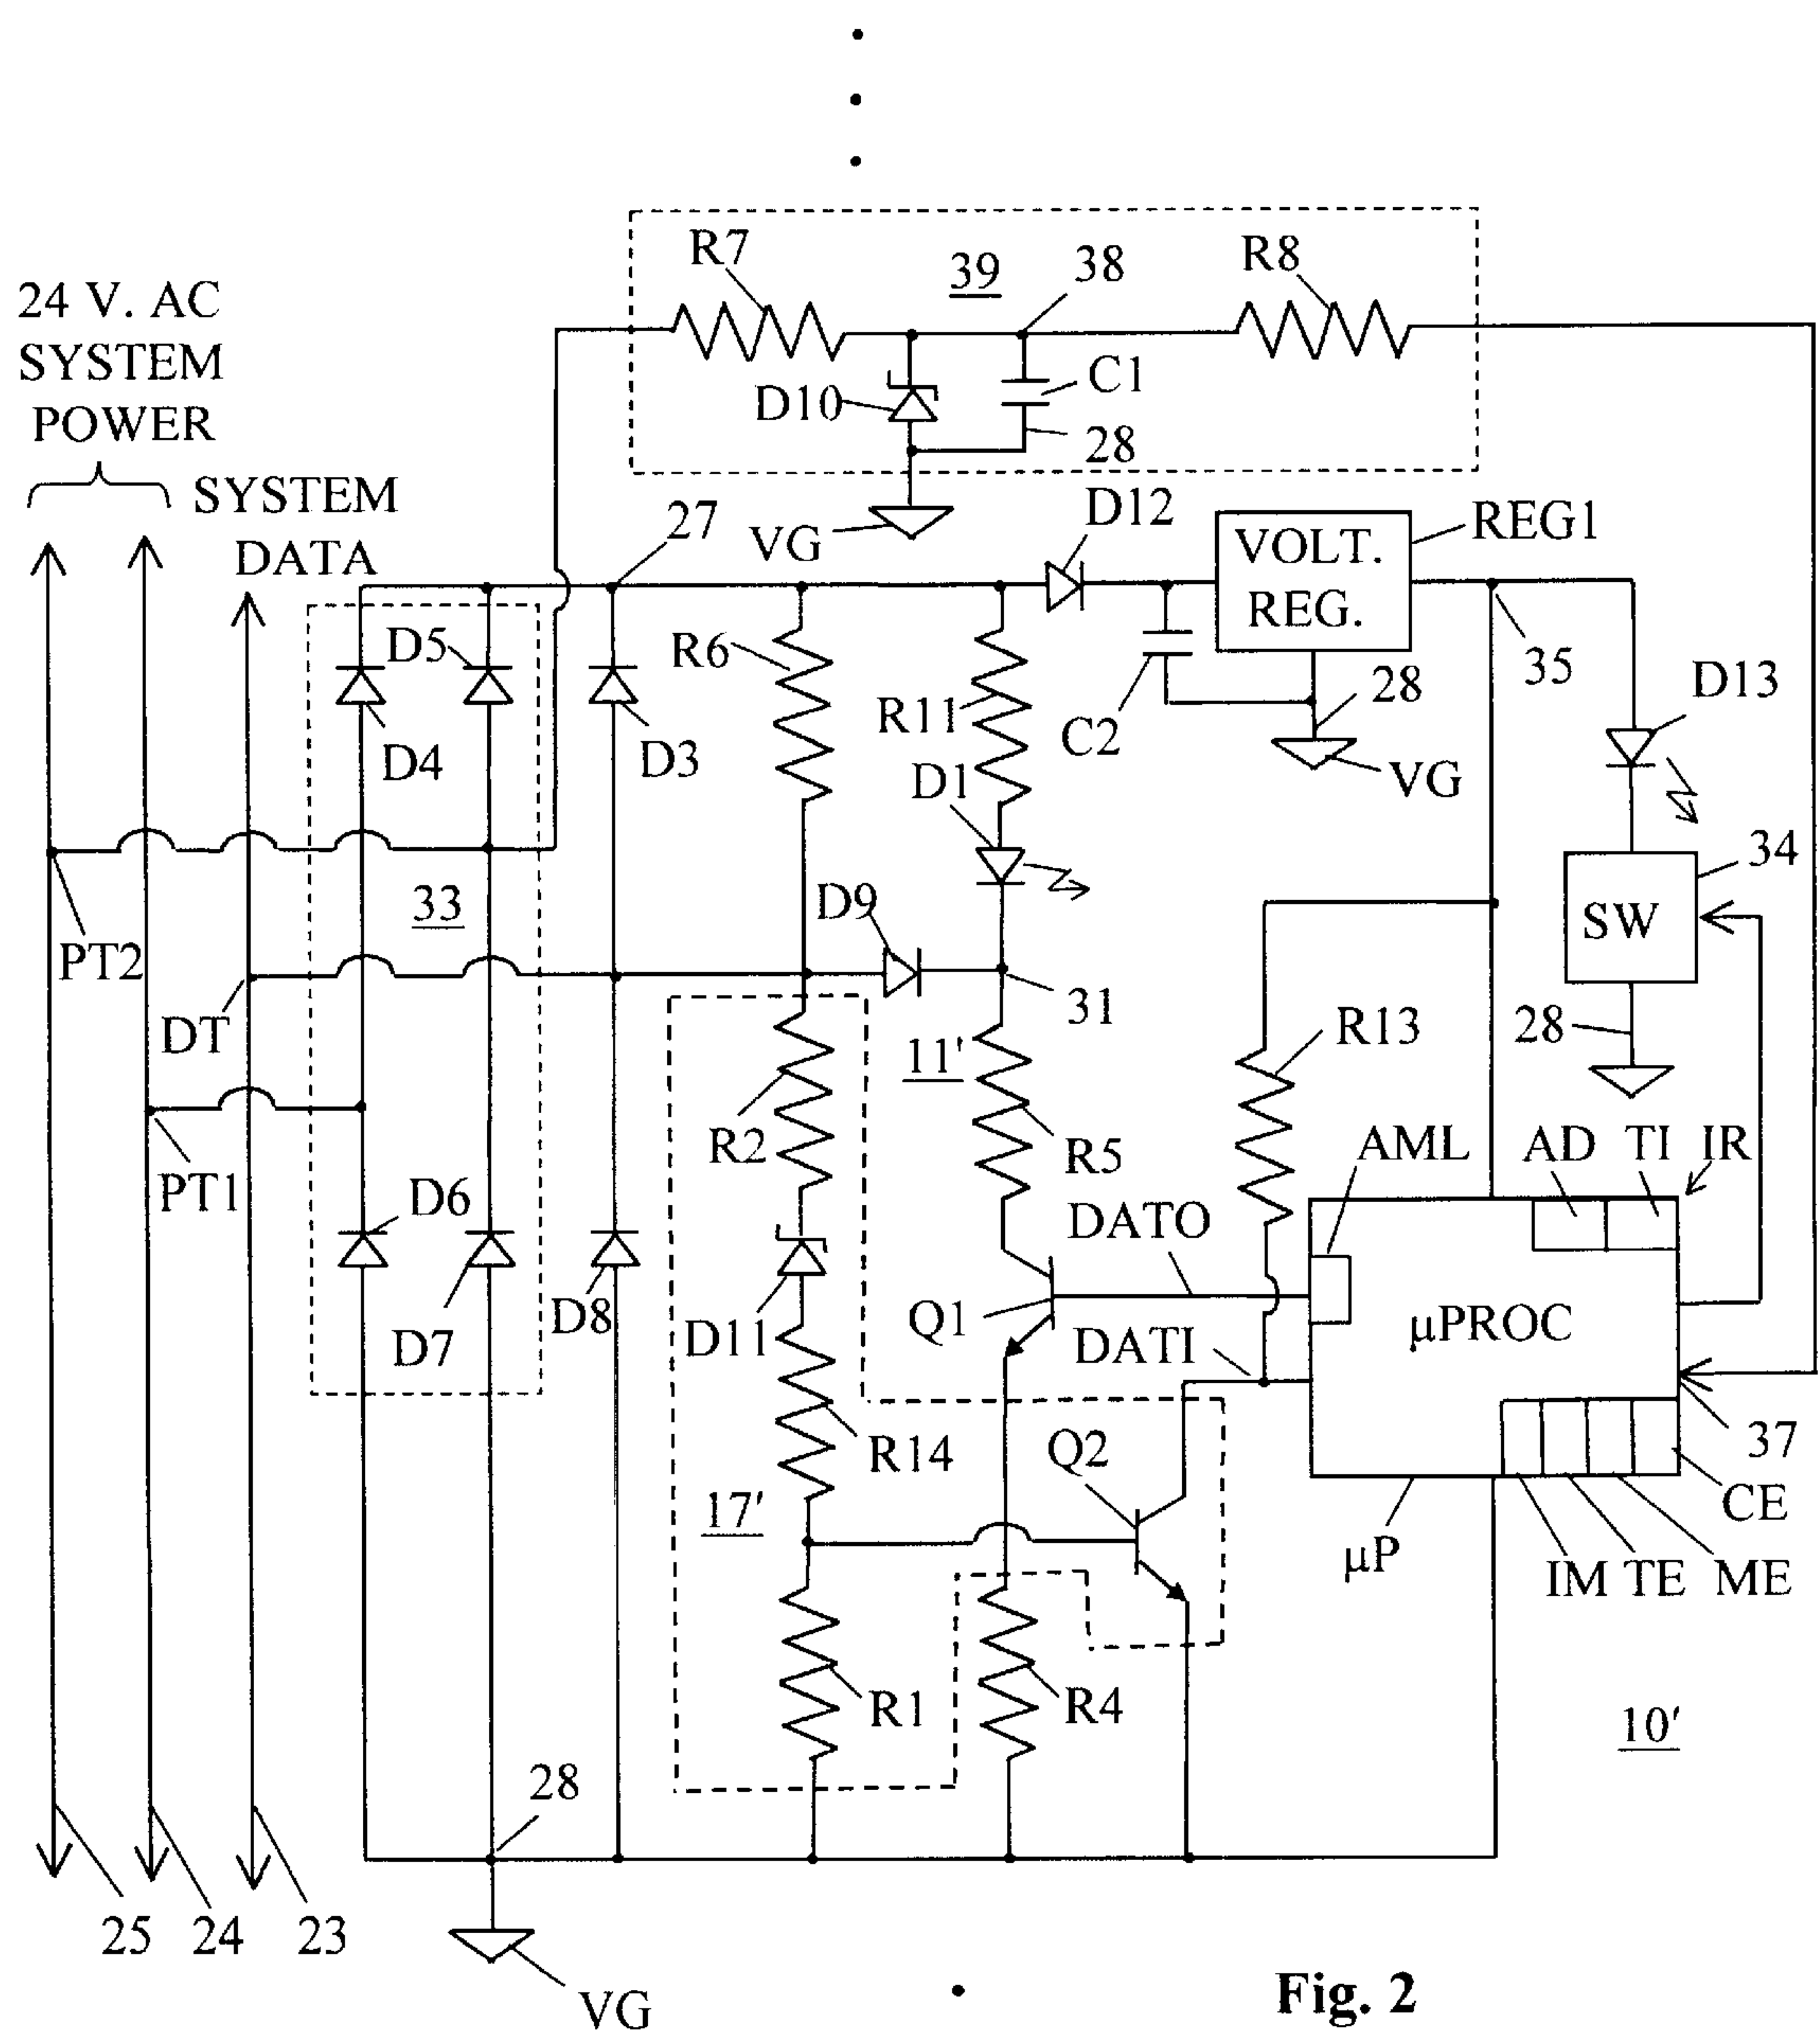 R7
39
38
R8
24 V. AC
SYSTEM
POWER
C1
D10
28
SYSTEM
DATA
27
VG
D12
VOLT.
REG.
REG1
D5
R6
R11
C2
28
35
D13
D4
D3
D1
VG
33
D9
34
SW
PT2
DT
31
28
11'
R13
R2
R5
AML
AD
TI
IR
PT1
D6
DATO
D8
Q1
µPROC
D7
D11
DATI
R14
Q2
37
17'
CE
µP
IM
TE
ME
R1
R4
10'
28
25
24
23
VG
Fig. 2